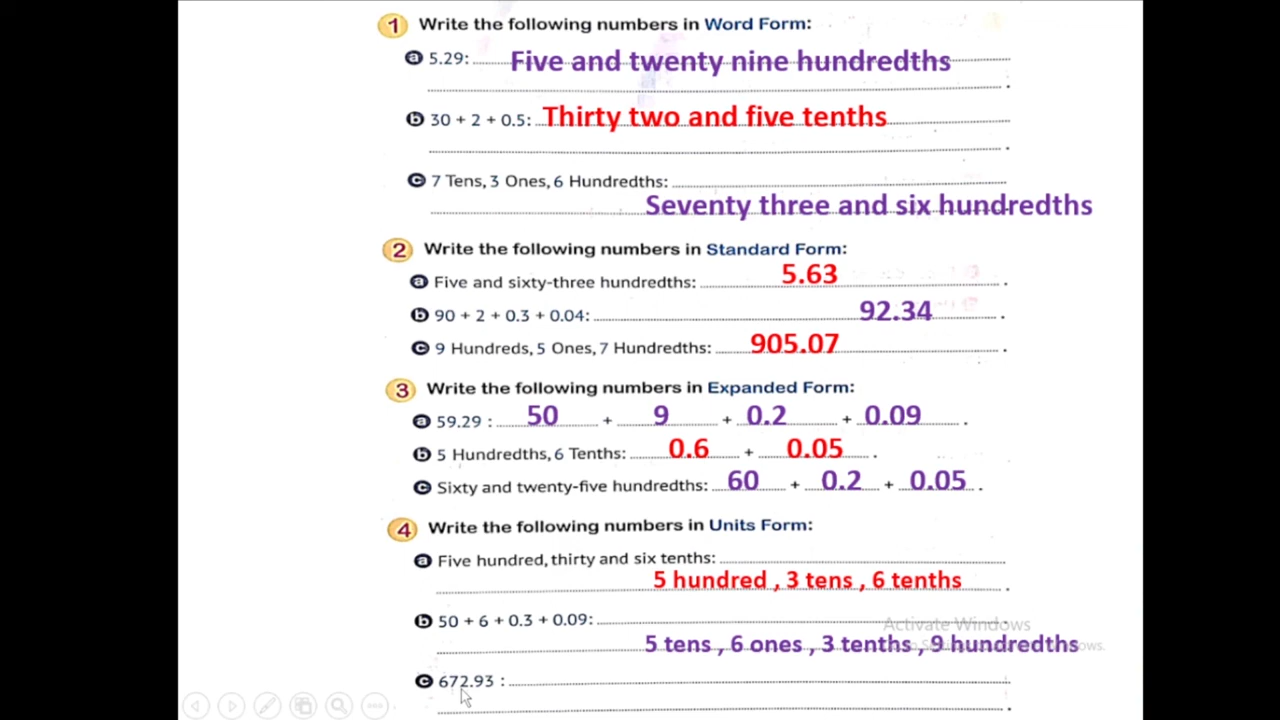 1 Write the following numbers in Word Form:
a 5.29: Five and twenty nine hundredths
.
b 30 + 2 + 0.5: Thirty two and five tenths
.
c 7 Tens, 3 Ones, 6 Hundredths:
Seventy three and six hundredths
2 Write the following numbers in Standard Form:
a Five and sixty-three hundredths: 5.63 .
b 90 + 2 + 0.3 + 0.04: 92.34 .
c 9 Hundreds, 5 Ones, 7 Hundredths: 905.07 .
3 Write the following numbers in Expanded Form:
a 59.29 : 50 + 9 + 0.2 + 0.09 .
b 5 Hundredths, 6 Tenths: 0.6 + 0.05 .
c Sixty and twenty-five hundredths: 60 + 0.2 + 0.05 .
4 Write the following numbers in Units Form:
a Five hundred, thirty and six tenths:
5 hundred , 3 tens , 6 tenths .
b 50 + 6 + 0.3 + 0.09:
Activate Windows
5 tens , 6 ones , 3 tenths , 9 hundredths
c 672.93 :
.